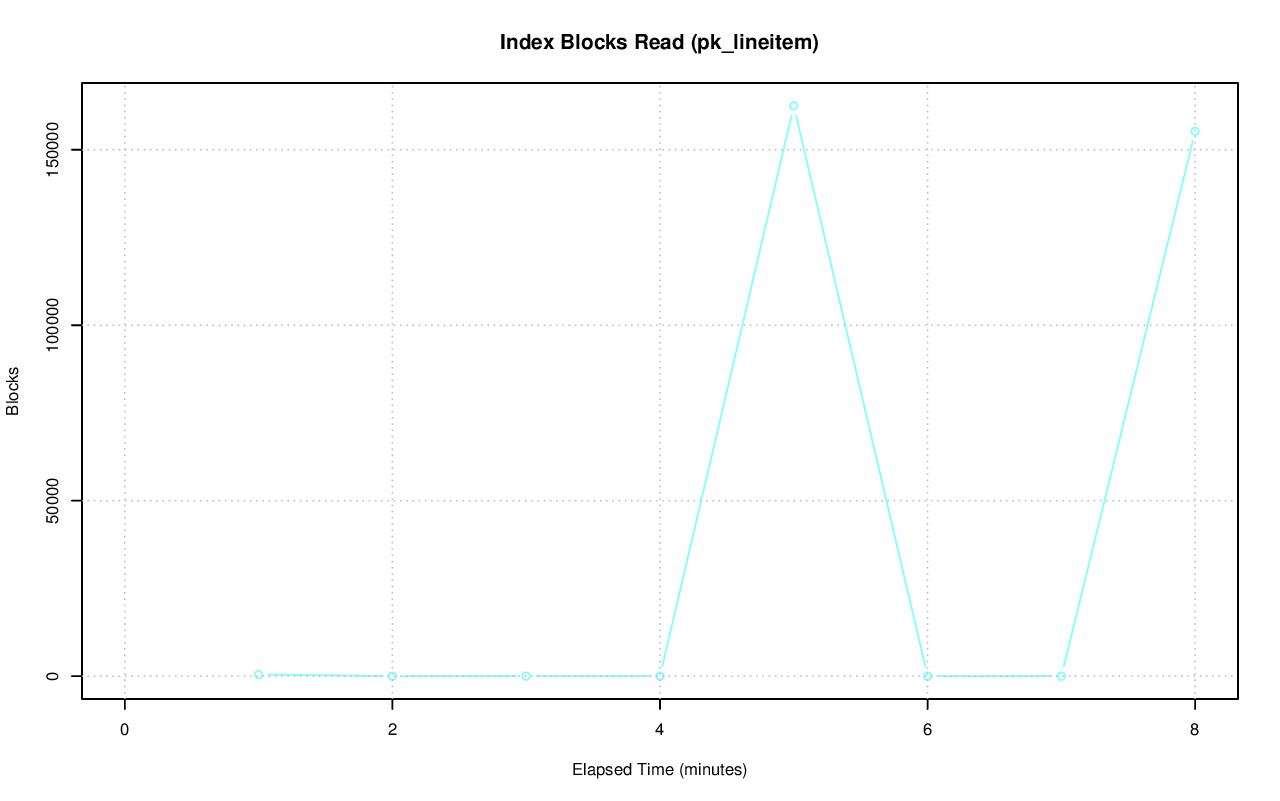 Index Blocks Read (pk_lineitem)
Blocks
150000
100000
50000
0
0 2 4 6 8
Elapsed Time (minutes)